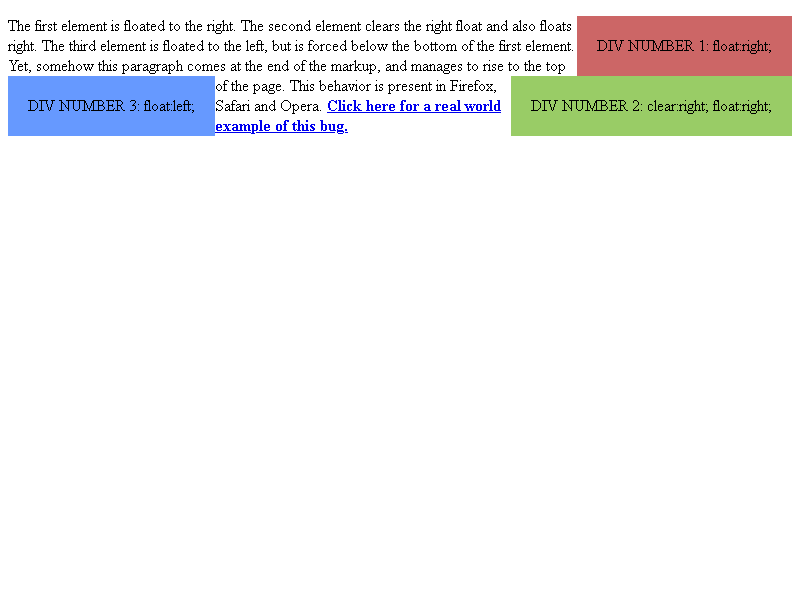 The first element is floated to the right. The second element clears the right float and also floats
right. The third element is floated to the left, but is forced below the bottom of the first element.
Yet, somehow this paragraph comes at the end of the markup, and manages to rise to the top
DIV NUMBER 1: float:right;
of the page. This behavior is present in Firefox,
Safari and Opera. Click here for a real world
example of this bug.
DIV NUMBER 3: float:left;
DIV NUMBER 2: clear:right; float:right;